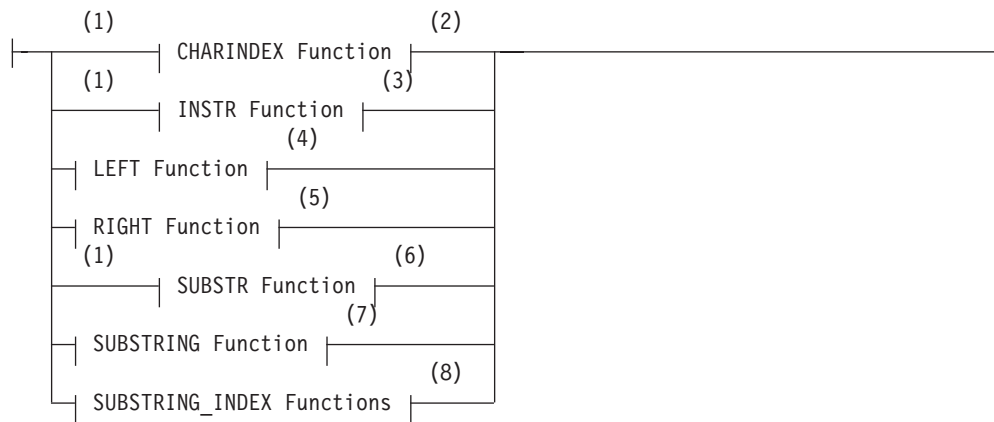 (1) (2)
CHARINDEX Function
(1) (3)
INSTR Function
(4)
LEFT Function
(5)
RIGHT Function
(1) (6)
SUBSTR Function
(7)
SUBSTRING Function
(8)
SUBSTRING_INDEX Functions